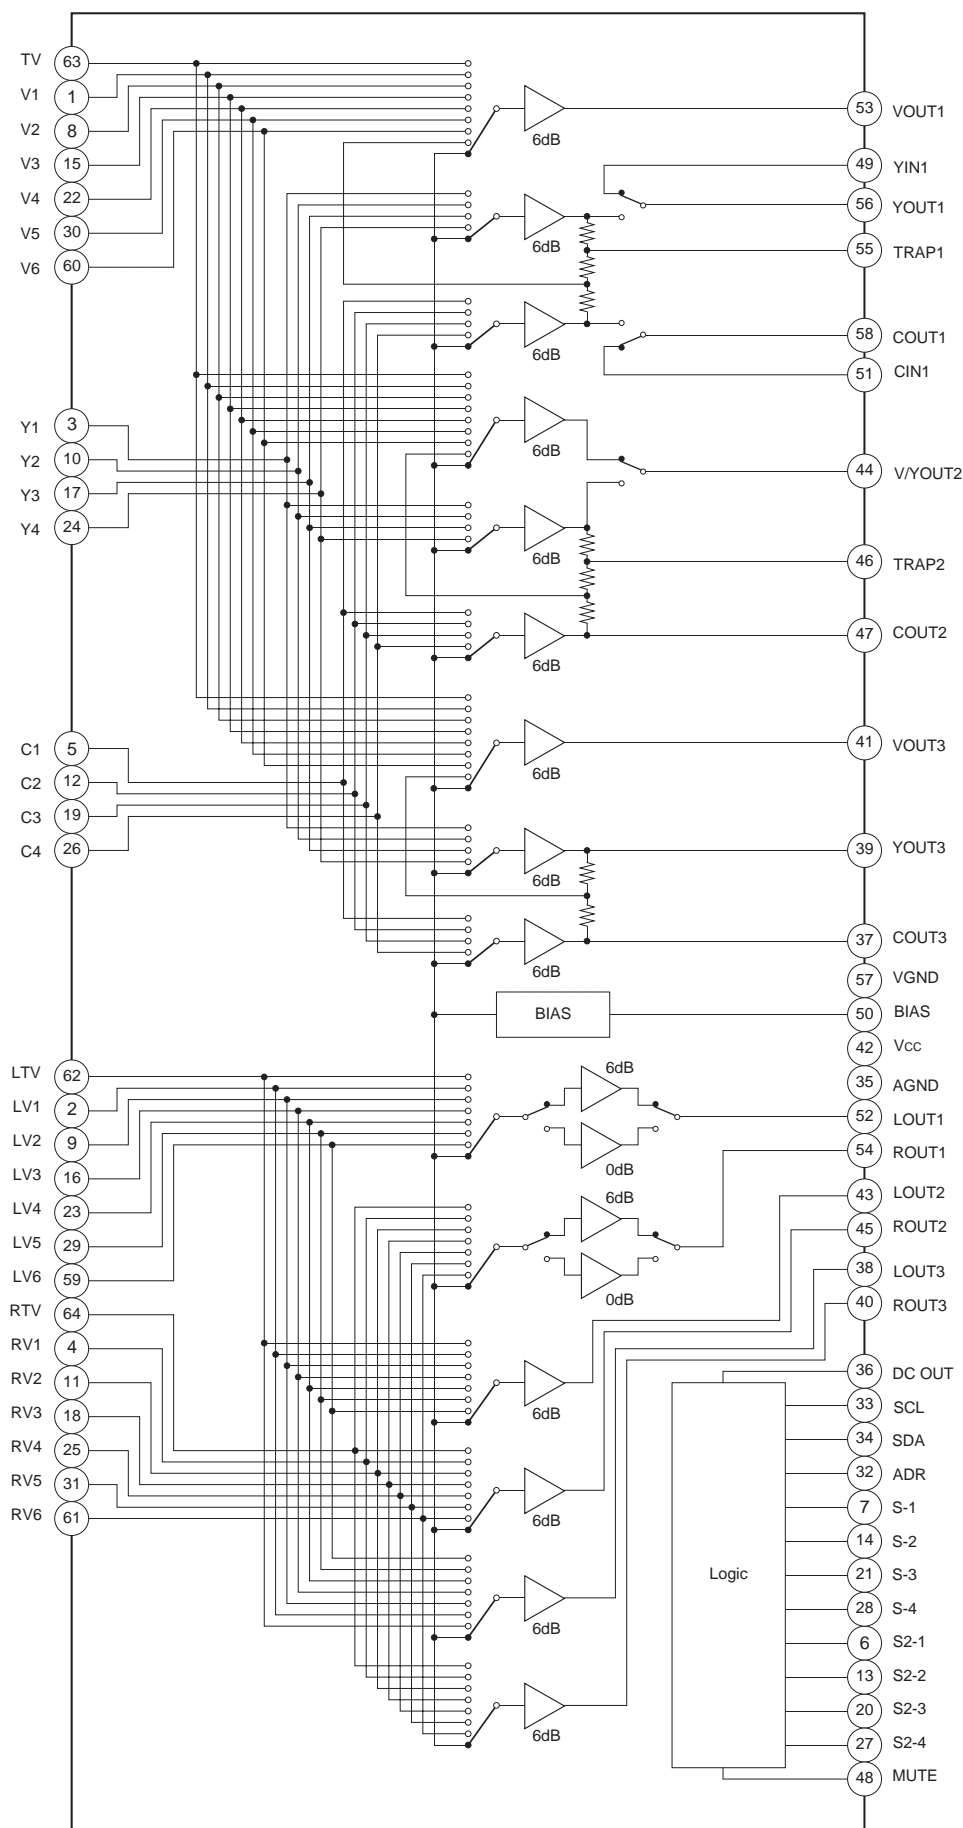 TV 63
V1 1
V2 8
V3 15
V4 22
V5 30
V6 60
Y1 3
Y2 10
Y3 17
Y4 24
C1 5
C2 12
C3 19
C4 26
LTV 62
LV1 2
LV2 9
LV3 16
LV4 23
LV5 29
LV6 59
RTV 64
RV1 4
RV2 11
RV3 18
RV4 25
RV5 31
RV6 61
6dB
6dB
6dB
6dB
6dB
6dB
6dB
6dB
6dB
BIAS
6dB
0dB
6dB
0dB
6dB
6dB
6dB
6dB
Logic
53 VOUT1
49 YIN1
56 YOUT1
55 TRAP1
58 COUT1
51 CIN1
44 V/YOUT2
46 TRAP2
47 COUT2
41 VOUT3
39 YOUT3
37 COUT3
57 VGND
50 BIAS
42 VCC
35 AGND
52 LOUT1
54 ROUT1
43 LOUT2
45 ROUT2
38 LOUT3
40 ROUT3
36 DC OUT
33 SCL
34 SDA
32 ADR
7 S-1
14 S-2
21 S-3
28 S-4
6 S2-1
13 S2-2
20 S2-3
27 S2-4
48 MUTE